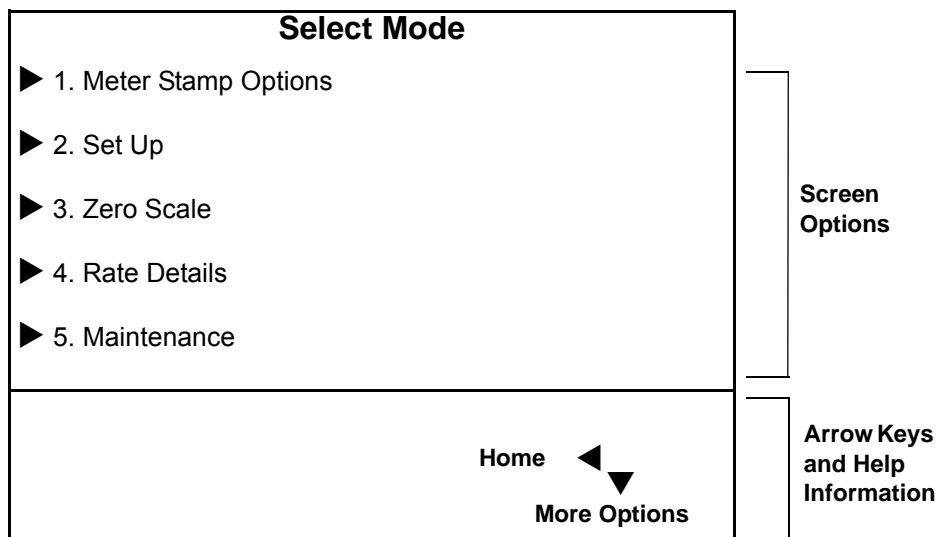 Select Mode
1. Meter Stamp Options
2. Set Up
3. Zero Scale
4. Rate Details
5. Maintenance
Screen
Options
Home
More Options
Arrow Keys
and Help
Information